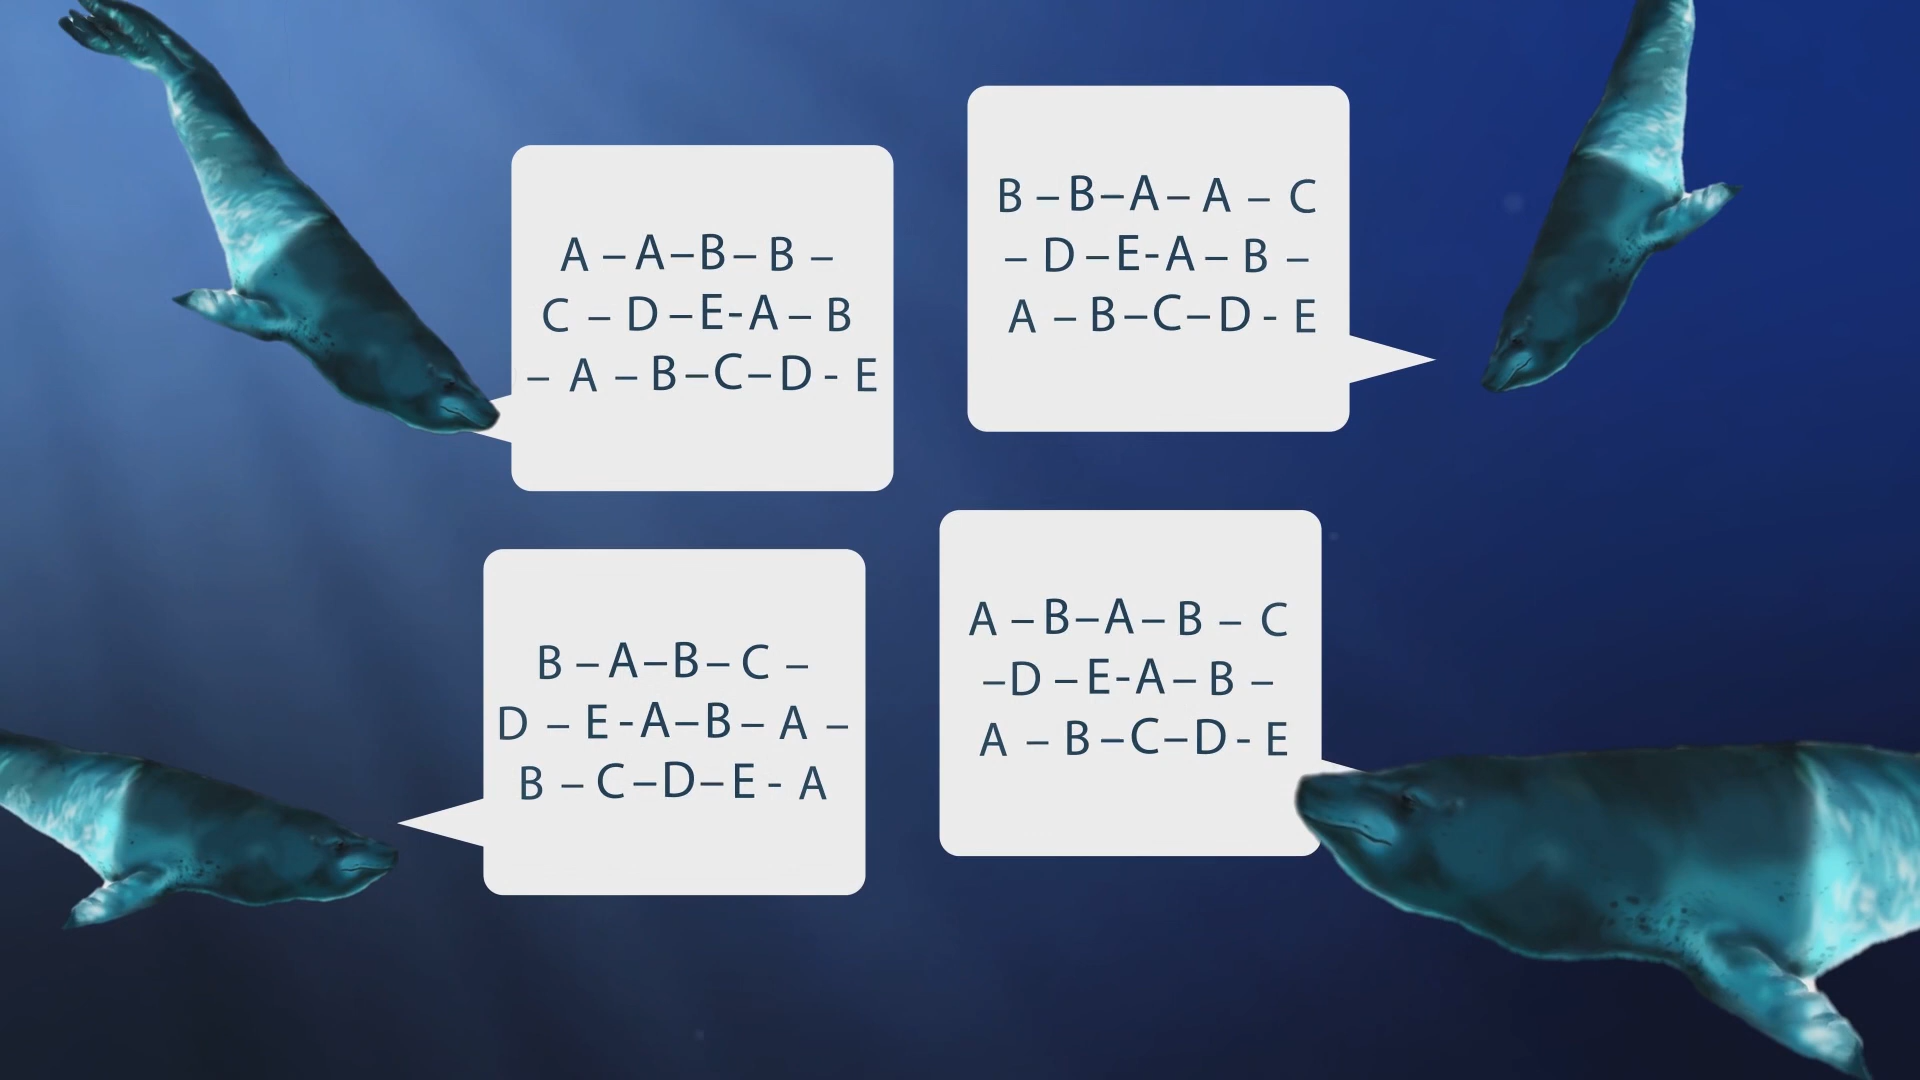 A – A – B – B –
C – D – E - A – B
– A – B – C – D - E
B – B – A – A – C
– D – E - A – B –
A – B – C – D - E
B – A – B – C –
D – E - A – B – A –
B – C – D – E - A
A – B – A – B – C
– D – E - A – B –
A – B – C – D - E